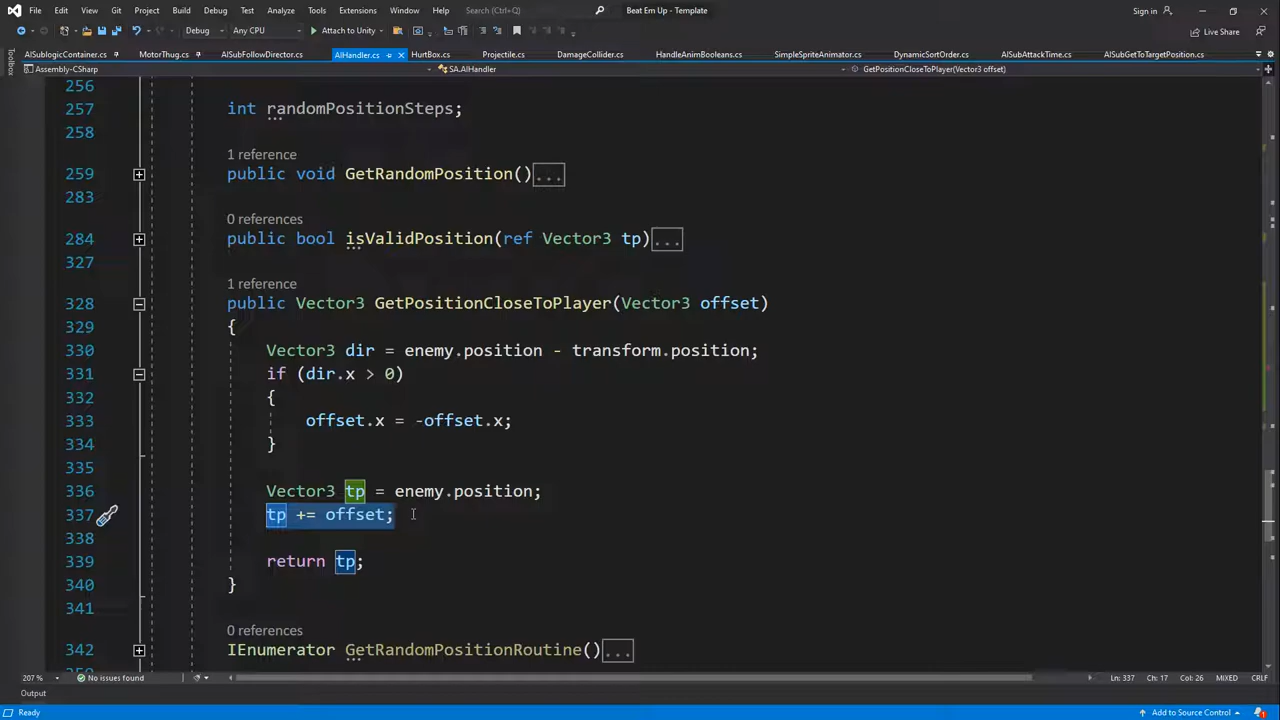 File Edit View Git Project Build Debug Test Analyze Tools Extensions Window Help Search (Ctrl+Q) Beat Em Up - Template Sign in
Debug Any CPU Attach to Unity Live Share
AISublogicContainer.cs MotorThug.cs AISubFollowDirector.cs AIHandler.cs HurtBox.cs Projectile.cs DamageCollider.cs HandleAnimBooleans.cs SimpleSpriteAnimator.cs DynamicSortOrder.cs AISubAttackTime.cs AISubGetToTargetPosition.cs
Toolbox
Assembly-CSharp SA.AIHandler GetPositionCloseToPlayer(Vector3 offset)
256
257 int randomPositionSteps;
258
1 reference
259 public void GetRandomPosition()...
283
0 references
284 public bool isValidPosition(ref Vector3 tp)...
327
1 reference
328 public Vector3 GetPositionCloseToPlayer(Vector3 offset)
329 {
330 Vector3 dir = enemy.position - transform.position;
331 if (dir.x > 0)
332 {
333 offset.x = -offset.x;
334 }
335
336 Vector3 tp = enemy.position;
337 tp += offset;
338
339 return tp;
340 }
341
0 references
342 IEnumerator GetRandomPositionRoutine()...
207 % No issues found Ln: 337 Ch: 17 Col: 26 MIXED CRLF
Output
Ready Add to Source Control 1